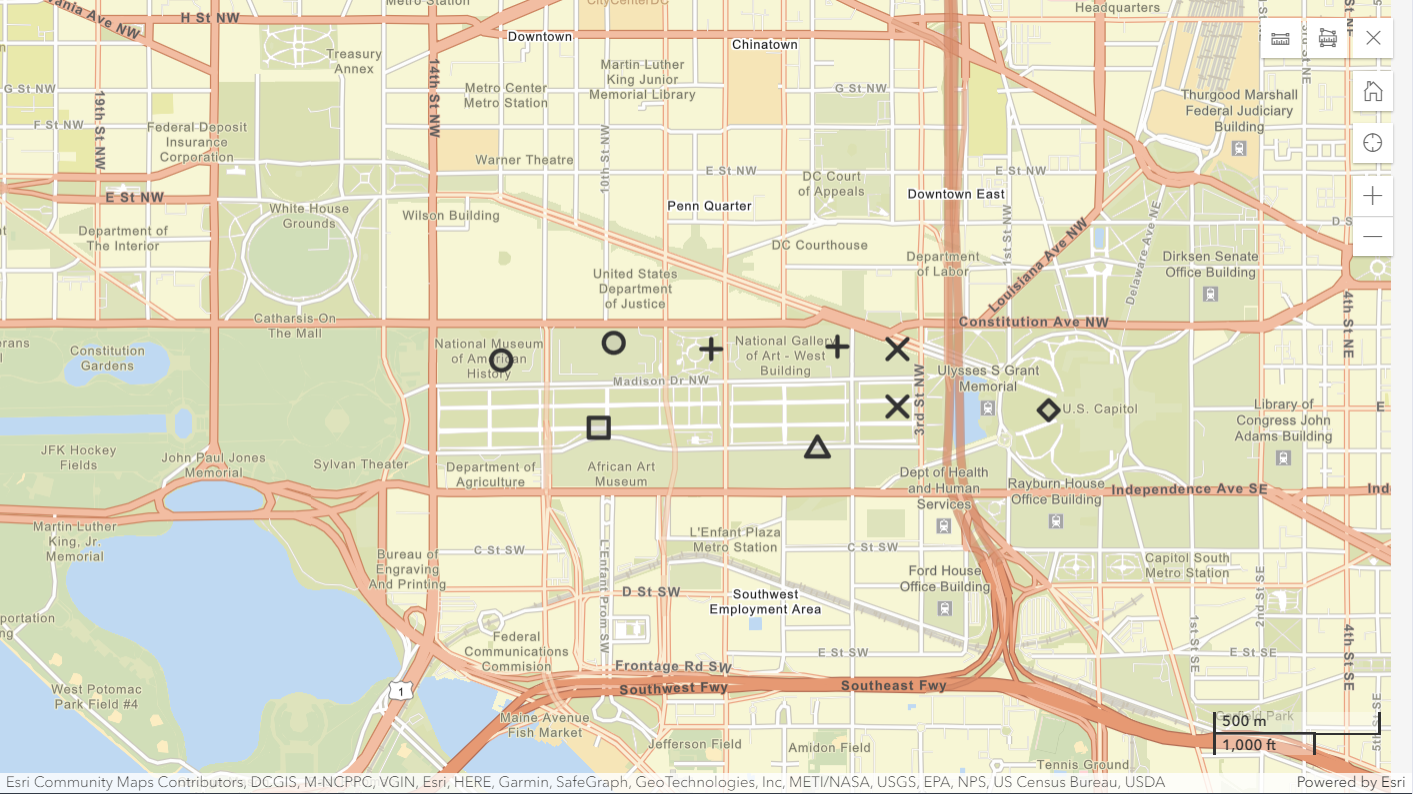 Metro Station
CityCenterDC
Headquarters
H St NW
Downtown
Chinatown
Treasury
Annex
14th St NW
Martin Luther
King Junior
Memorial Library
Metro Center
Metro Station
G St NW
G St NW
19th St NW
Thurgood Marshall
Federal Judiciary
Building
F St NW
Federal Deposit
Insurance
Corporation
10th St NW
Warner Theatre
E St NW
E St NW
DC Court
of Appeals
E St NW
Downtown East
White House
Grounds
Wilson Building
Penn Quarter
1st St NW
Louisiana Ave NW
Delaware Ave NE
D S
Department of
The Interior
DC Courthouse
Department
of Labor
Dirksen Senate
Office Building
United States
Department
of Justice
Catharsis On
The Mall
Constitution Ave NW
4th St NE
Constitution
Gardens
National Museum
of American
History
National Gallery
of Art - West
Building
Madison Dr NW
3rd St NW
Ulysses S Grant
Memorial
U.S. Capitol
Library of
Congress John
Adams Building
E
JFK Hockey
Fields
John Paul Jones
Memorial
Sylvan Theater
Department of
Agriculture
African Art
Museum
Dept of Health
and Human
Services
Rayburn House
Office Building
Independence Ave SE
Ind
Martin Luther
King, Jr.
Memorial
L'Enfant Plaza
Metro Station
C St SW
C St SW
Bureau of
Engraving
And Printing
L'Enfant Prom SW
Capitol South
Metro Station
Ford House
Office Building
D St SW
Southwest
Employment Area
2nd St SE
1st St SE
4th St SE
Federal
Communications
Commision
E St SW
E St SE
Frontage Rd SW
Southwest Fwy
Southeast Fwy
1
West Potomac
Park Field #4
Maine Avenue
Fish Market
Jefferson Field
Amidon Field
Garfield Park
5th St SE
Tennis Ground
500 m
1,000 ft
Esri Community Maps Contributors, DCGIS, M-NCPPC, VGIN, Esri, HERE, Garmin, SafeGraph, GeoTechnologies, Inc, METI/NASA, USGS, EPA, NPS, US Census Bureau, USDA
Powered by Esri